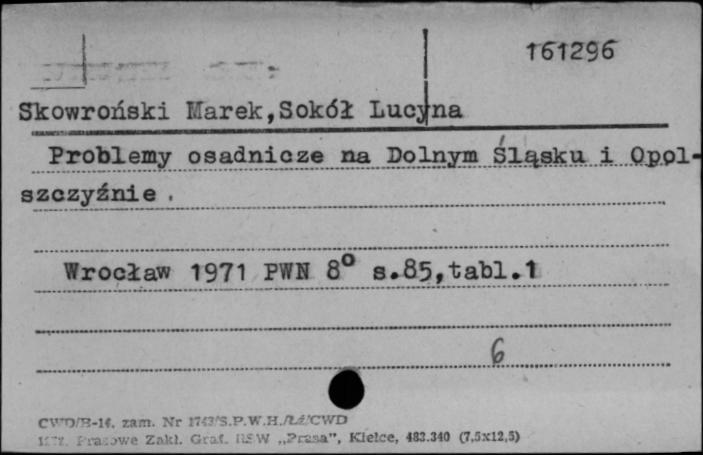 161296
Skowroński Marek,Sokół Lucyna
Problemy osadnicze na Dolnym Śląsku i Opol-
szczyźnie.
Wrocław 1971 PWN 8° s.85,tabl.1
6
CWD/B-14. zam. Nr 1743/S.P.W.H./Łź/CWD
Prasowe Zakł. Graf. RSW „Prasa”, Kielce, 483.340 (7,5x12,5)